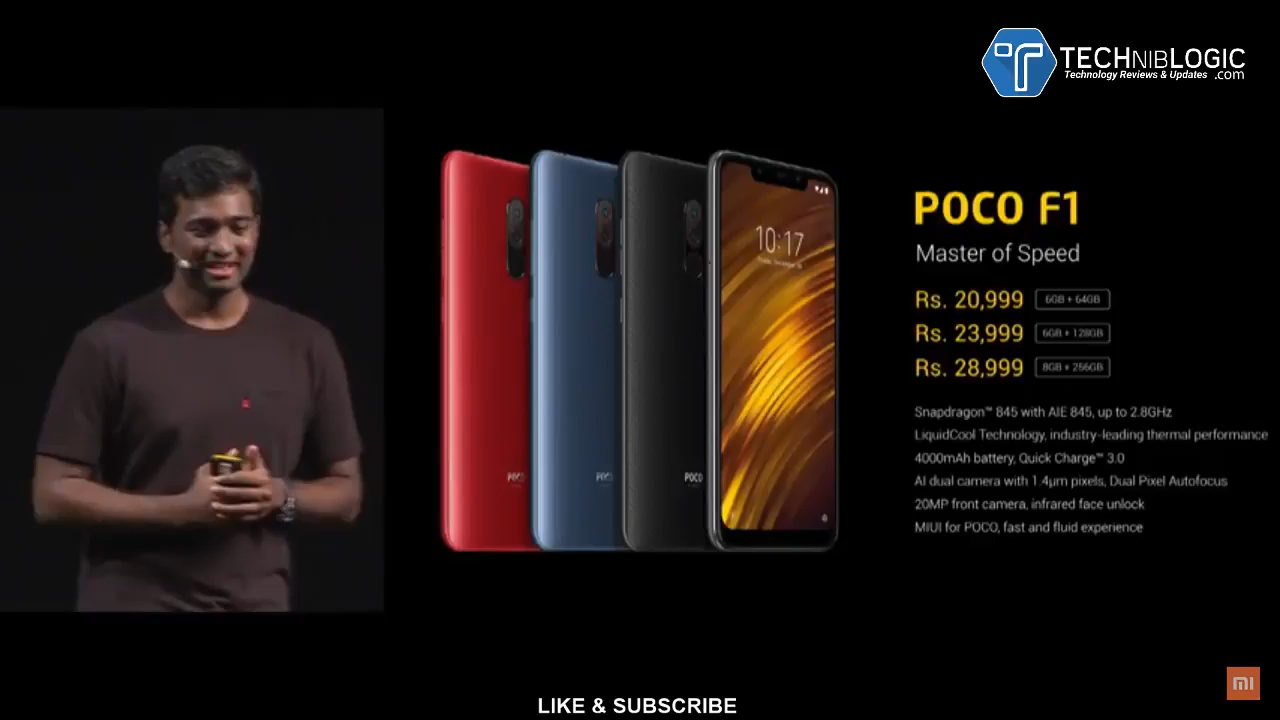 TECHNIBLOGIC
Technology Reviews & Updates .com
10:17
POCO F1
Master of Speed
Rs. 20,999 6GB + 64GB
Rs. 23,999 6GB + 128GB
Rs. 28,999 8GB + 256GB
Snapdragon™ 845 with AIE 845, up to 2.8GHz
LiquidCool Technology, industry-leading thermal performance
4000mAh battery, Quick Charge™ 3.0
AI dual camera with 1.4μm pixels, Dual Pixel Autofocus
20MP front camera, infrared face unlock
MIUI for POCO, fast and fluid experience
POCO
POCO
POCO
MI
LIKE & SUBSCRIBE